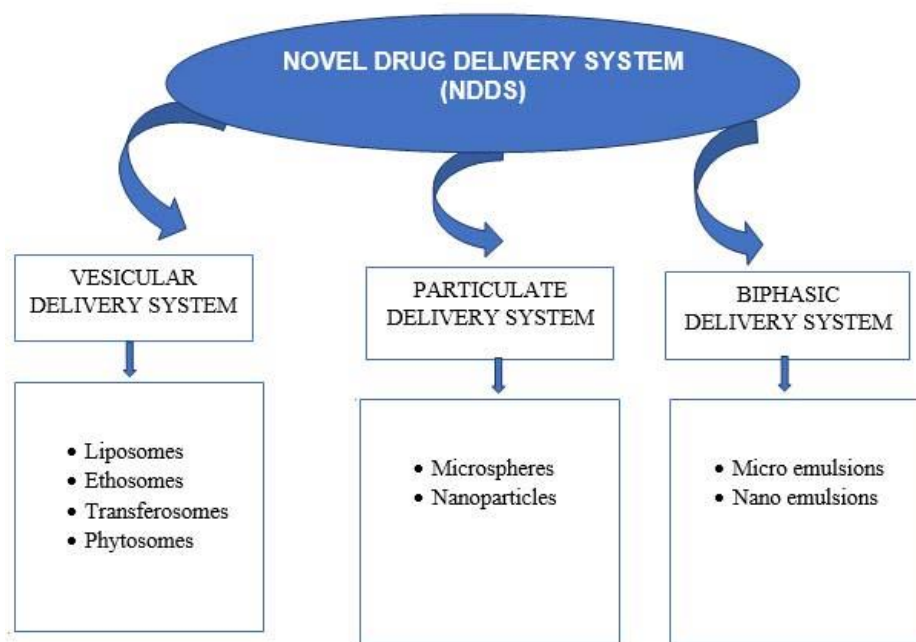 NOVEL DRUG DELIVERY SYSTEM
(NDDS)
VESICULAR
DELIVERY SYSTEM
PARTICULATE
DELIVERY SYSTEM
BIPHASIC
DELIVERY SYSTEM
• Liposomes
• Ethosomes
• Transferosomes
• Phytosomes
• Microspheres
• Nanoparticles
• Micro emulsions
• Nano emulsions